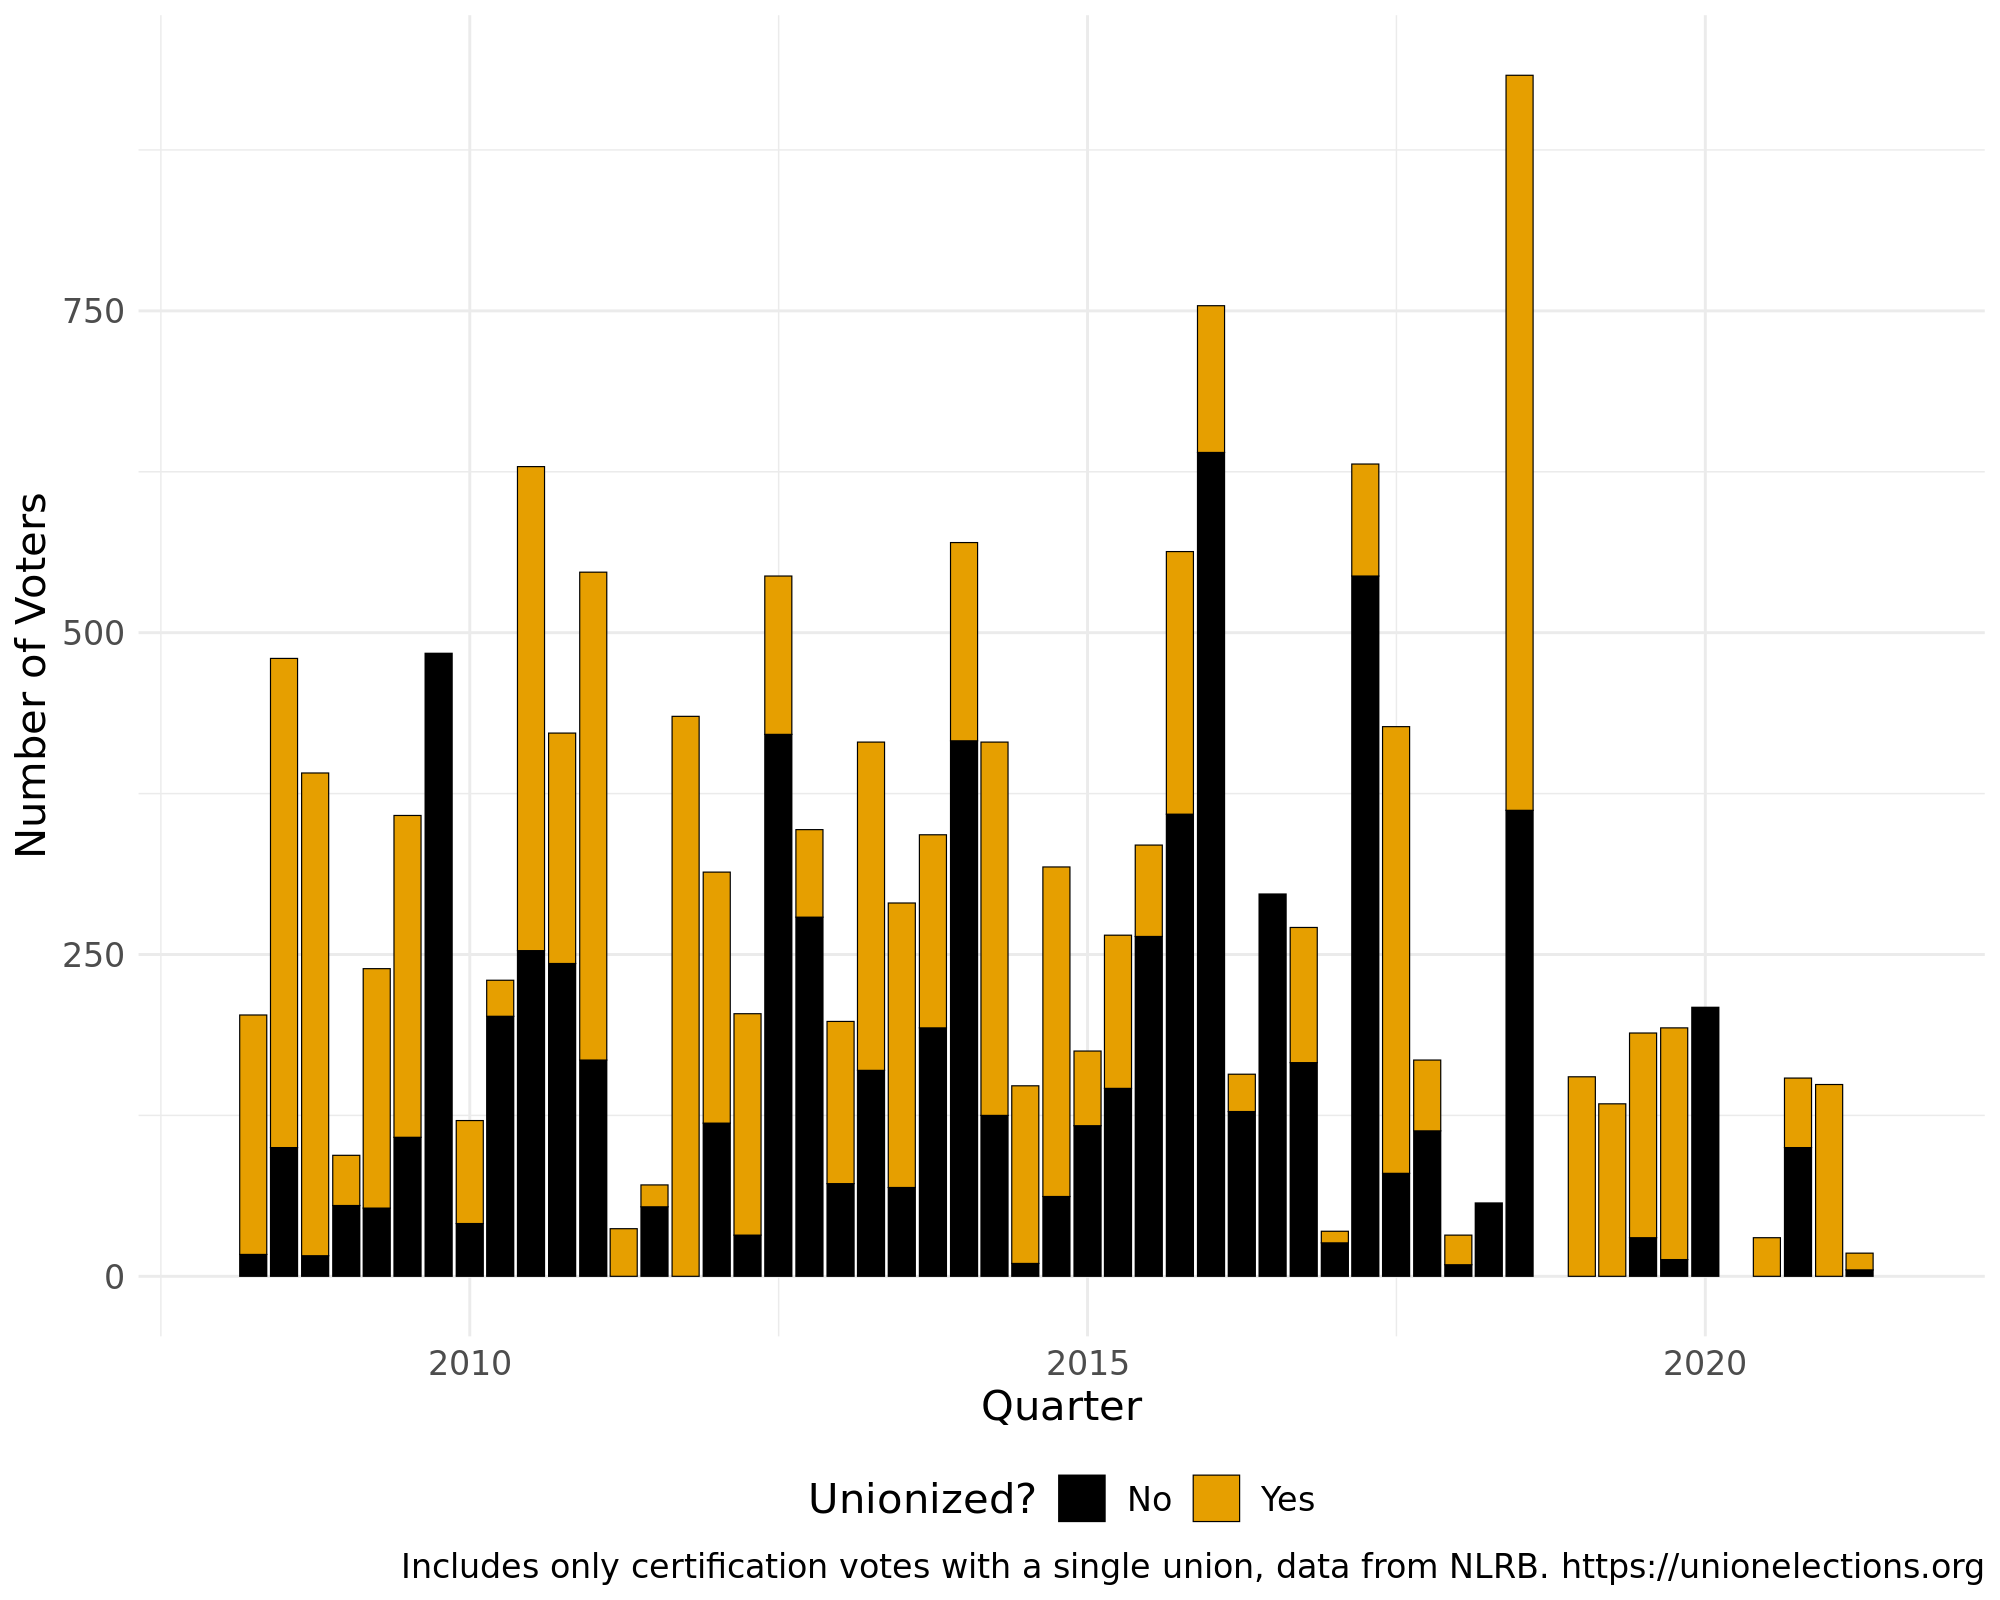 Number of Voters
750
500
250
0
2010 2015 2020
Quarter
Unionized? No Yes
Includes only certification votes with a single union, data from NLRB. https://unionelections.org